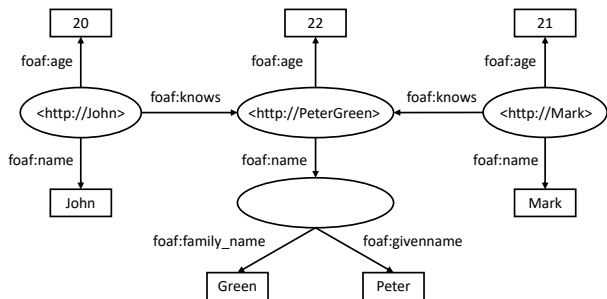 20 22 21
foaf:age foaf:age foaf:age
foaf:knows foaf:knows
<http://John> <http://PeterGreen> <http://Mark>
foaf:name foaf:name foaf:name
John Mark
foaf:family_name foaf:givenname
Green Peter